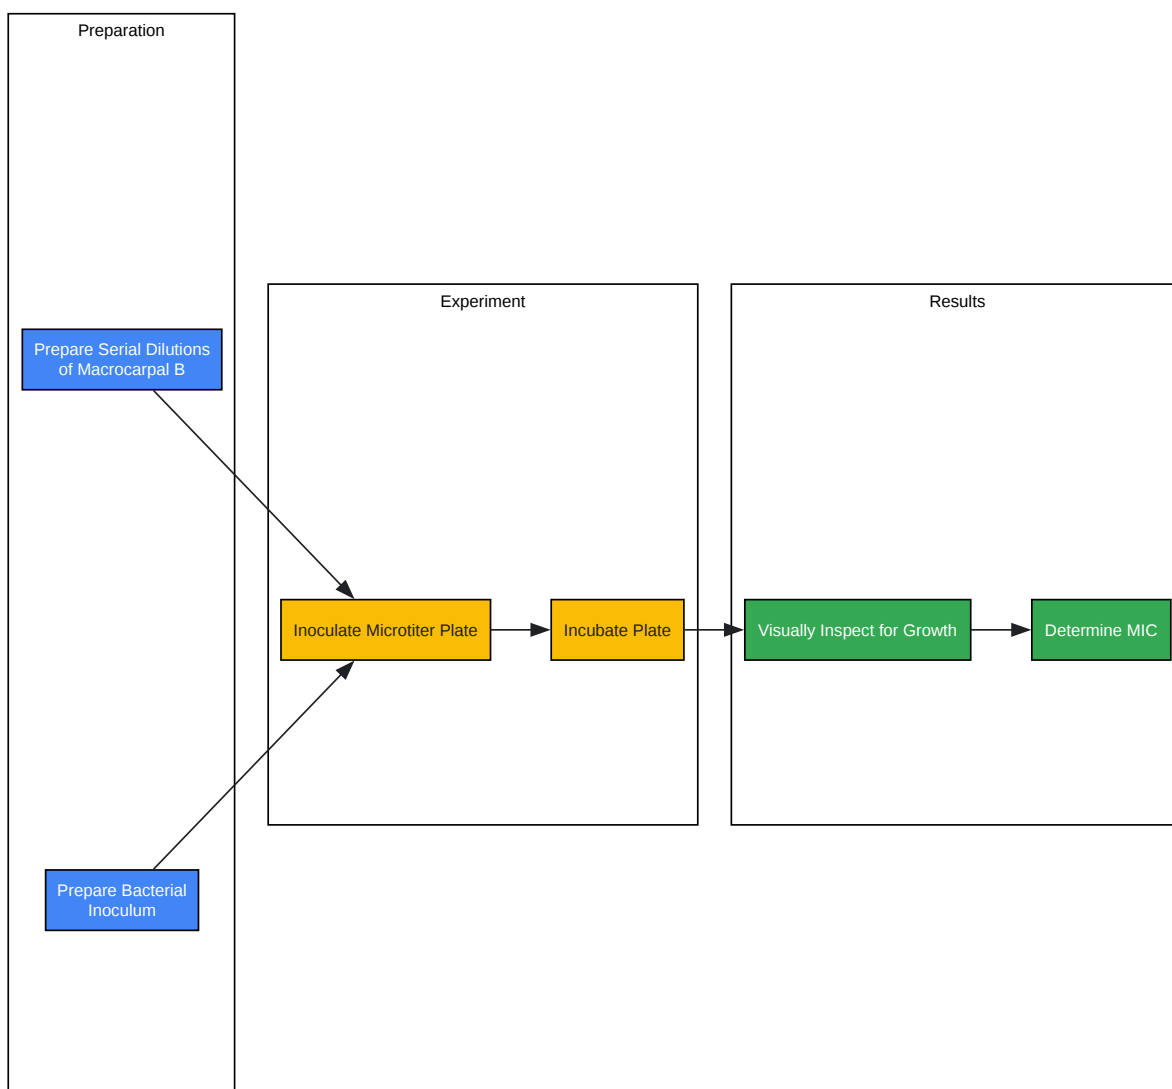 Preparation
Prepare Serial Dilutions
of Macrocarpal B
Prepare Bacterial
Inoculum
Experiment
Inoculate Microtiter Plate
Incubate Plate
Results
Visually Inspect for Growth
Determine MIC